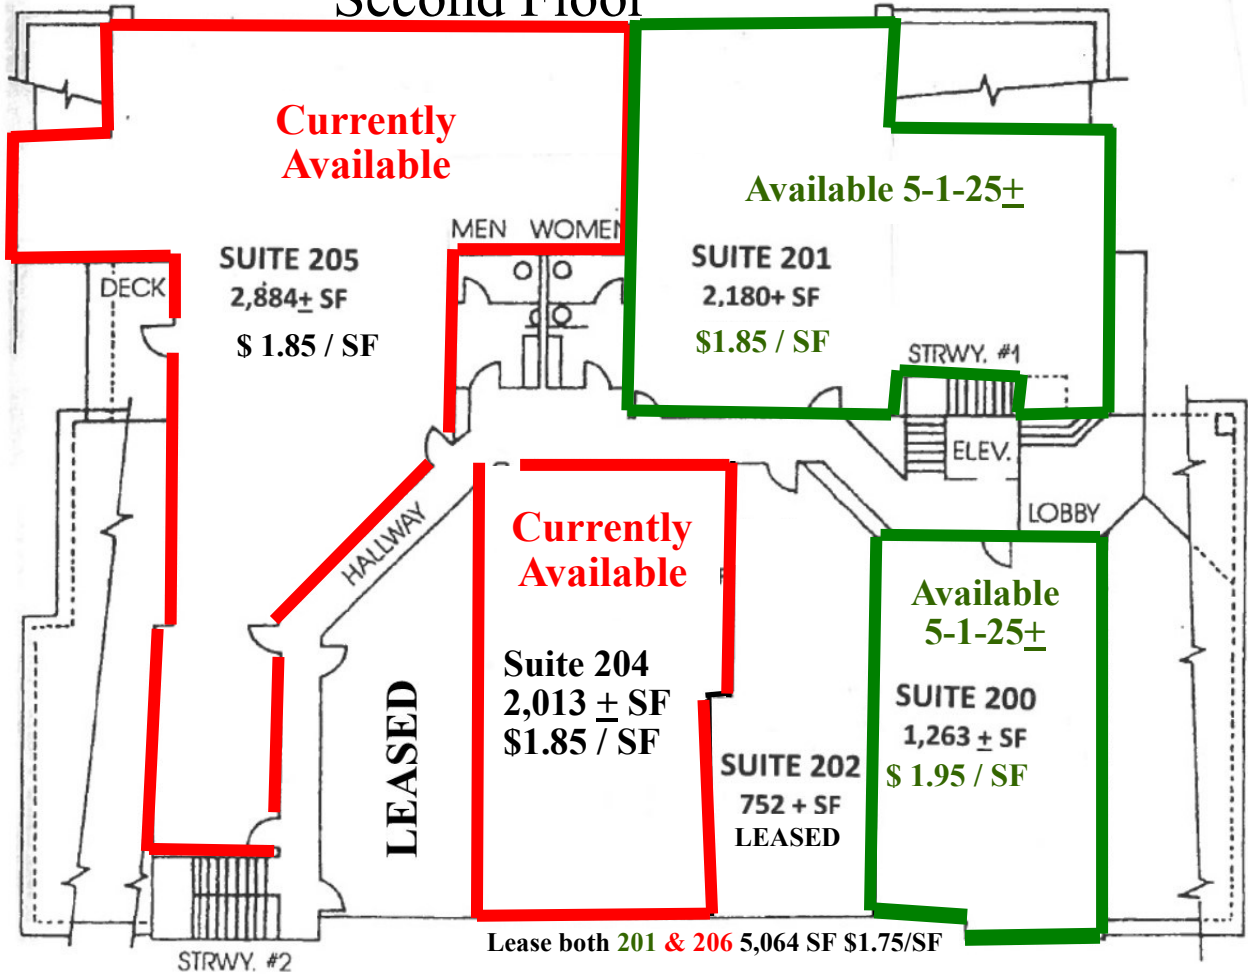 Second Floor
Currently
Available
Available 5-1-25±
MEN WOMEN
SUITE 205
2,884± SF
$ 1.85 / SF
DECK
SUITE 201
2,180+ SF
$1.85 / SF
STRWY. #1
ELEV.
LOBBY
HALLWAY
Currently
Available
Suite 204
2,013 ± SF
$1.85 / SF
LEASED
SUITE 202
752 + SF
LEASED
Available
5-1-25±
SUITE 200
1,263 ± SF
$ 1.95 / SF
Lease both 201 & 206 5,064 SF $1.75/SF
STRWY. #2